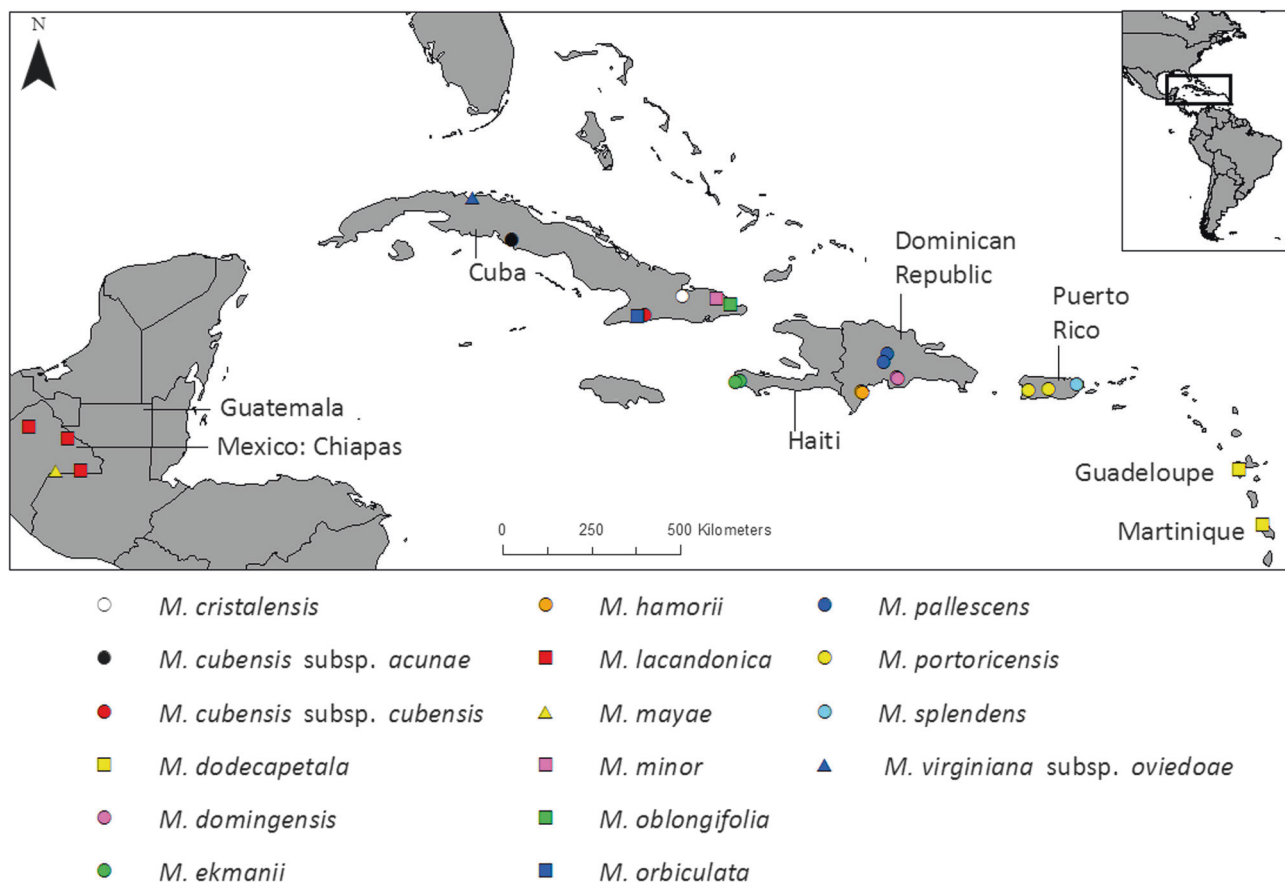 N
Dominican
Republic
Cuba
Puerto
Rico
Guatemala
Mexico: Chiapas
Haiti
Guadeloupe
Martinique
0 250 500 Kilometers
M. cristalensis
M. cubensis subsp. acunae
M. cubensis subsp. cubensis
M. dodecapetala
M. domingensis
M. ekmanii
M. hamorii
M. lacandonica
M. mayae
M. minor
M. oblongifolia
M. orbiculata
M. pallescens
M. portoricensis
M. splendens
M. virginiana subsp. oviedoae